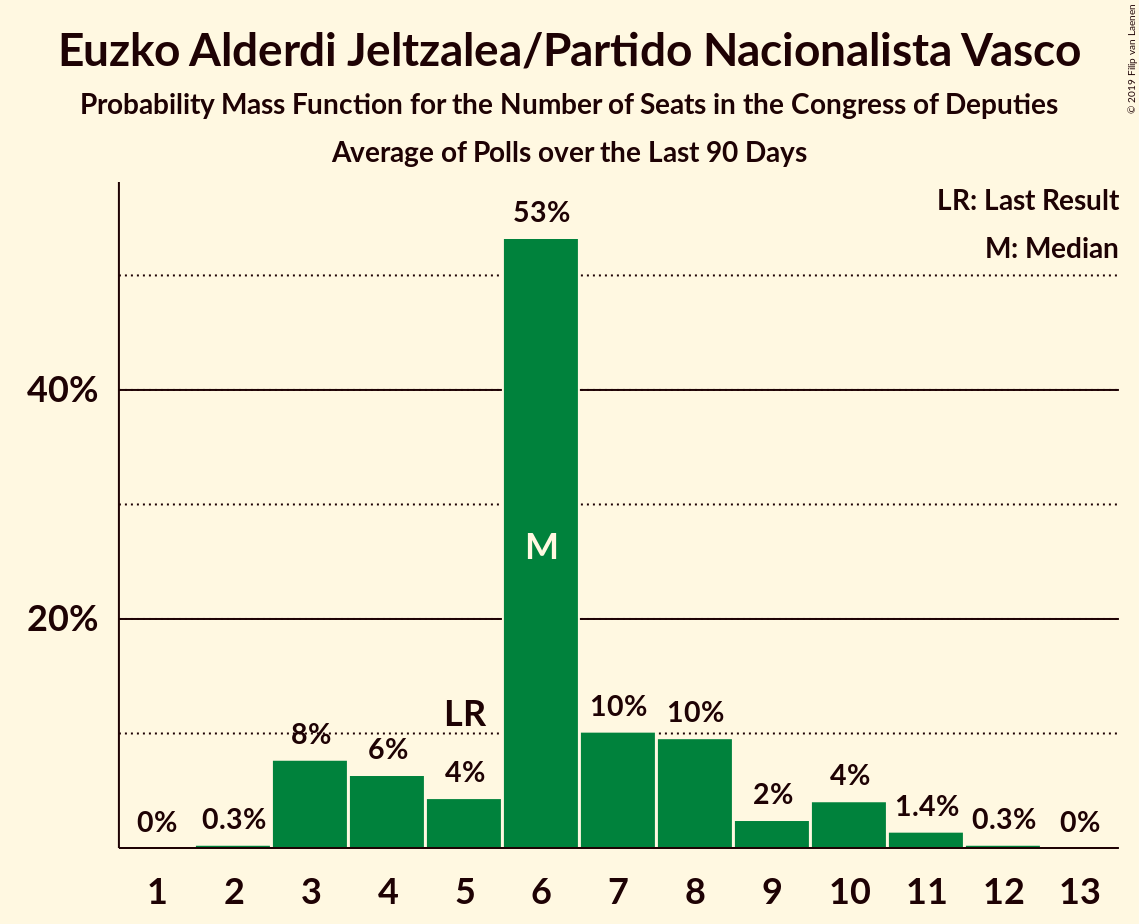 Euzko Alderdi Jeltzalea/Partido Nacionalista Vasco
Probability Mass Function for the Number of Seats in the Congress of Deputies
Average of Polls over the Last 90 Days
© 2019 Filip van Laenen
LR: Last Result
M: Median
53%
40%
M
20%
LR
10%
10%
8%
6%
4%
4%
2%
1.4%
0%
0.3%
0.3%
0%
1 2 3 4 5 6 7 8 9 10 11 12 13